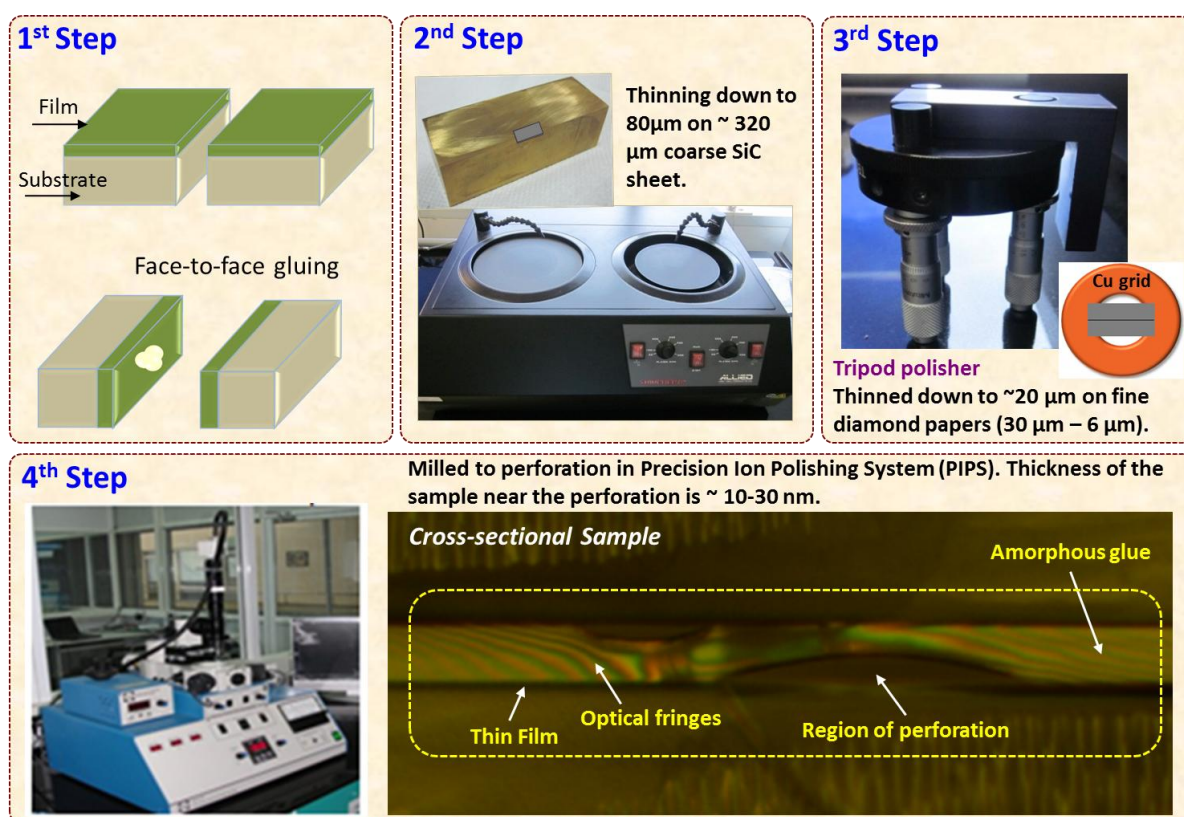 1st Step
Film
Substrate
Face-to-face gluing
2nd Step
Thinning down to
80μm on ~ 320
μm coarse SiC
sheet.
ALLIED
3rd Step
Cu grid
Tripod polisher
Thinned down to ~20 μm on fine
diamond papers (30 μm – 6 μm).
4th Step
Milled to perforation in Precision Ion Polishing System (PIPS). Thickness of the
sample near the perforation is ~ 10-30 nm.
Cross-sectional Sample
Amorphous glue
Optical fringes
Thin Film
Region of perforation